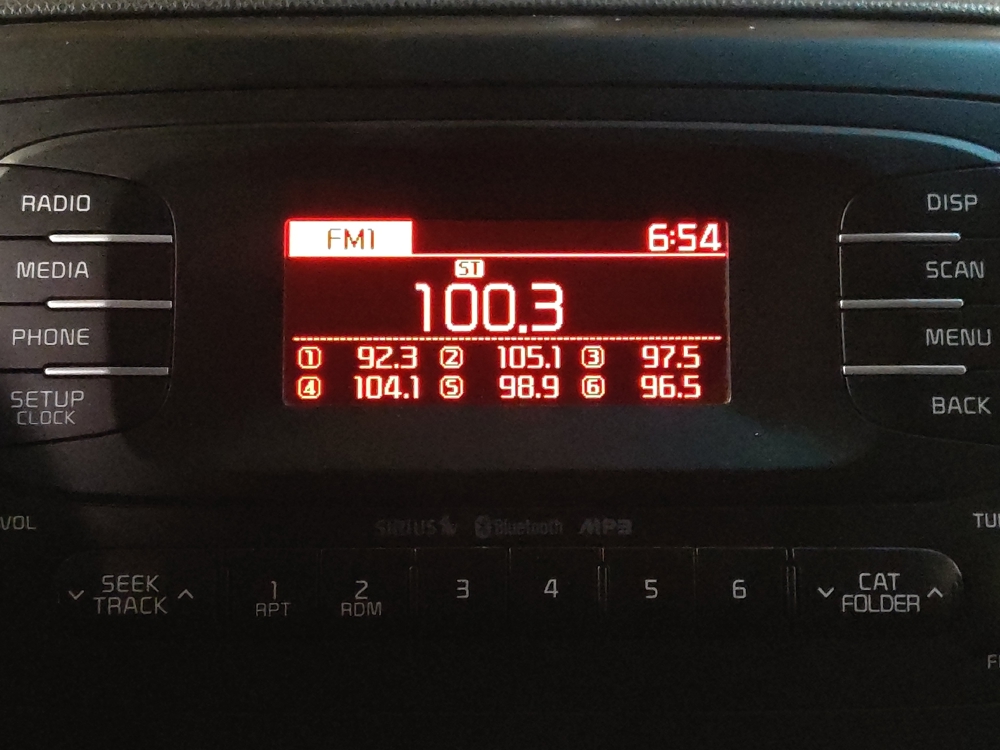 RADIO
MEDIA
PHONE
SETUP
CLOCK
FM1 6:54
ST
100.3
1 92.3 2 105.1 3 97.5
4 104.1 5 98.9 6 96.5
DISP
SCAN
MENU
BACK
VOL
SIRIUS Bluetooth MP3
TU
SEEK
TRACK
1
RPT
2
RDM
3
4
5
6
CAT
FOLDER
F